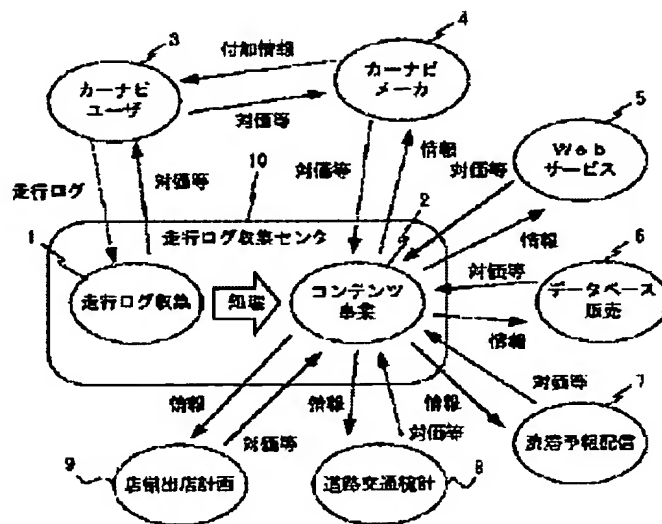 3
4
カーナビ
ユーザ
付加情報
カーナビ
メーカ
対価等
5
Web
サービス
走行ログ
対価等
10
対価等
情報
対価等
2
情報
1
走行ログ収集センタ
6
走行ログ収集
処理
コンテンツ
事業
対価等
データベース
販売
情報
対価等
7
情報
情報
情報
対価等
対価等
渋滞予報配信
9
店舗出店計画
道路交通統計
8